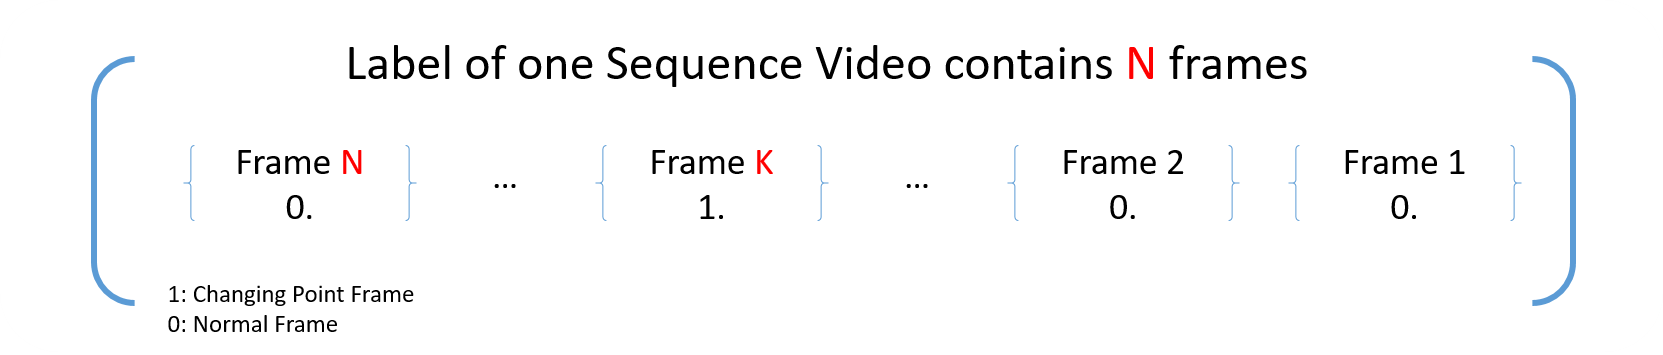 Label of one Sequence Video contains N frames
Frame N ... Frame K ... Frame 2 Frame 1
0. 1. 0. 0.
1: Changing Point Frame
0: Normal Frame